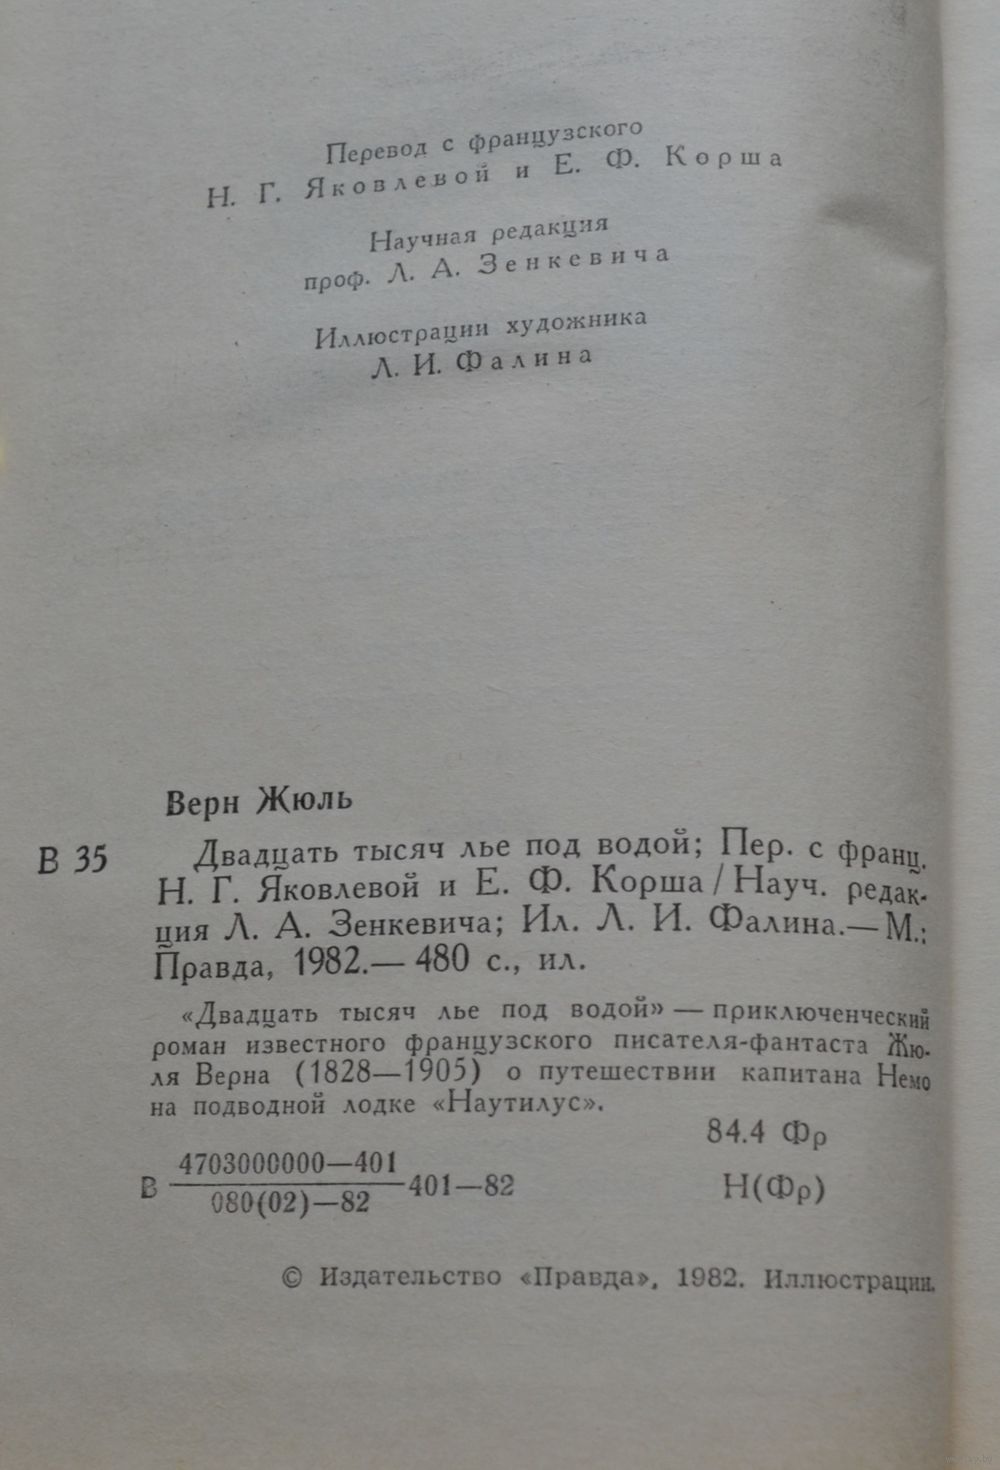 Перевод с французского
Н. Г. Яковлевой и Е. Ф. Корша
Научная редакция
проф. Л. А. Зенкевича
Иллюстрации художника
Л. И. Фалина
Верн Жюль
В 35 Двадцать тысяч лье под водой; Пер. с франц.
Н. Г. Яковлевой и Е. Ф. Корша / Науч. редак-
ция Л. А. Зенкевича; Ил. Л. И. Фалина.— М.:
Правда, 1982.— 480 с., ил.
«Двадцать тысяч лье под водой» — приключенческий
роман известного французского писателя-фантаста Жю-
ля Верна (1828—1905) о путешествии капитана Немо
на подводной лодке «Наутилус».
84.4 Фр
4703000000—401
В 401—82 Н(Фр)
080(02)—82
© Издательство «Правда», 1982. Иллюстрации.